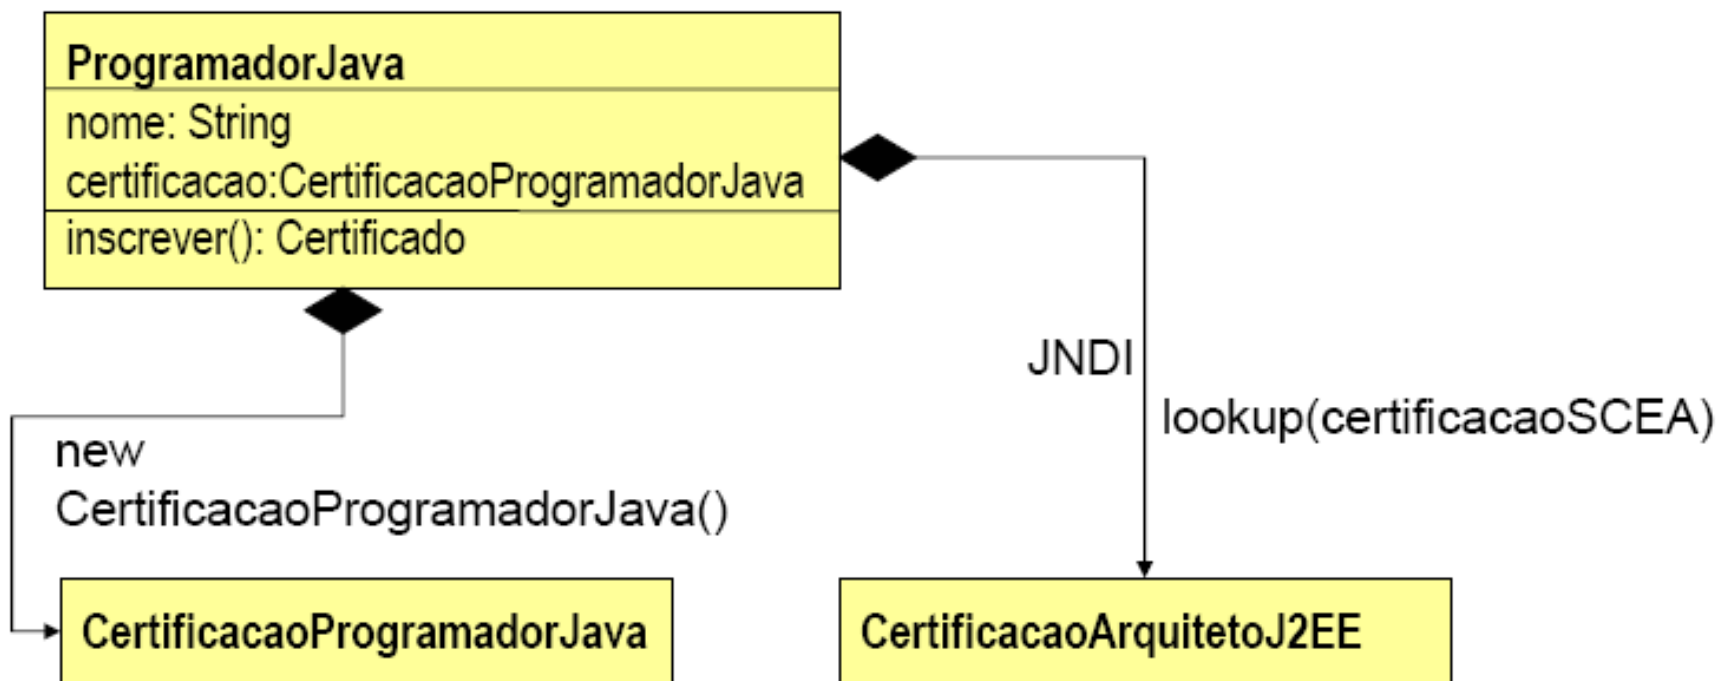 ProgramadorJava
nome: String
certificacao:CertificacaoProgramadorJava
inscrever(): Certificado
JNDI
lookup(certificacaoSCEA)
new
CertificacaoProgramadorJava()
CertificacaoProgramadorJava
CertificacaoArquitetoJ2EE